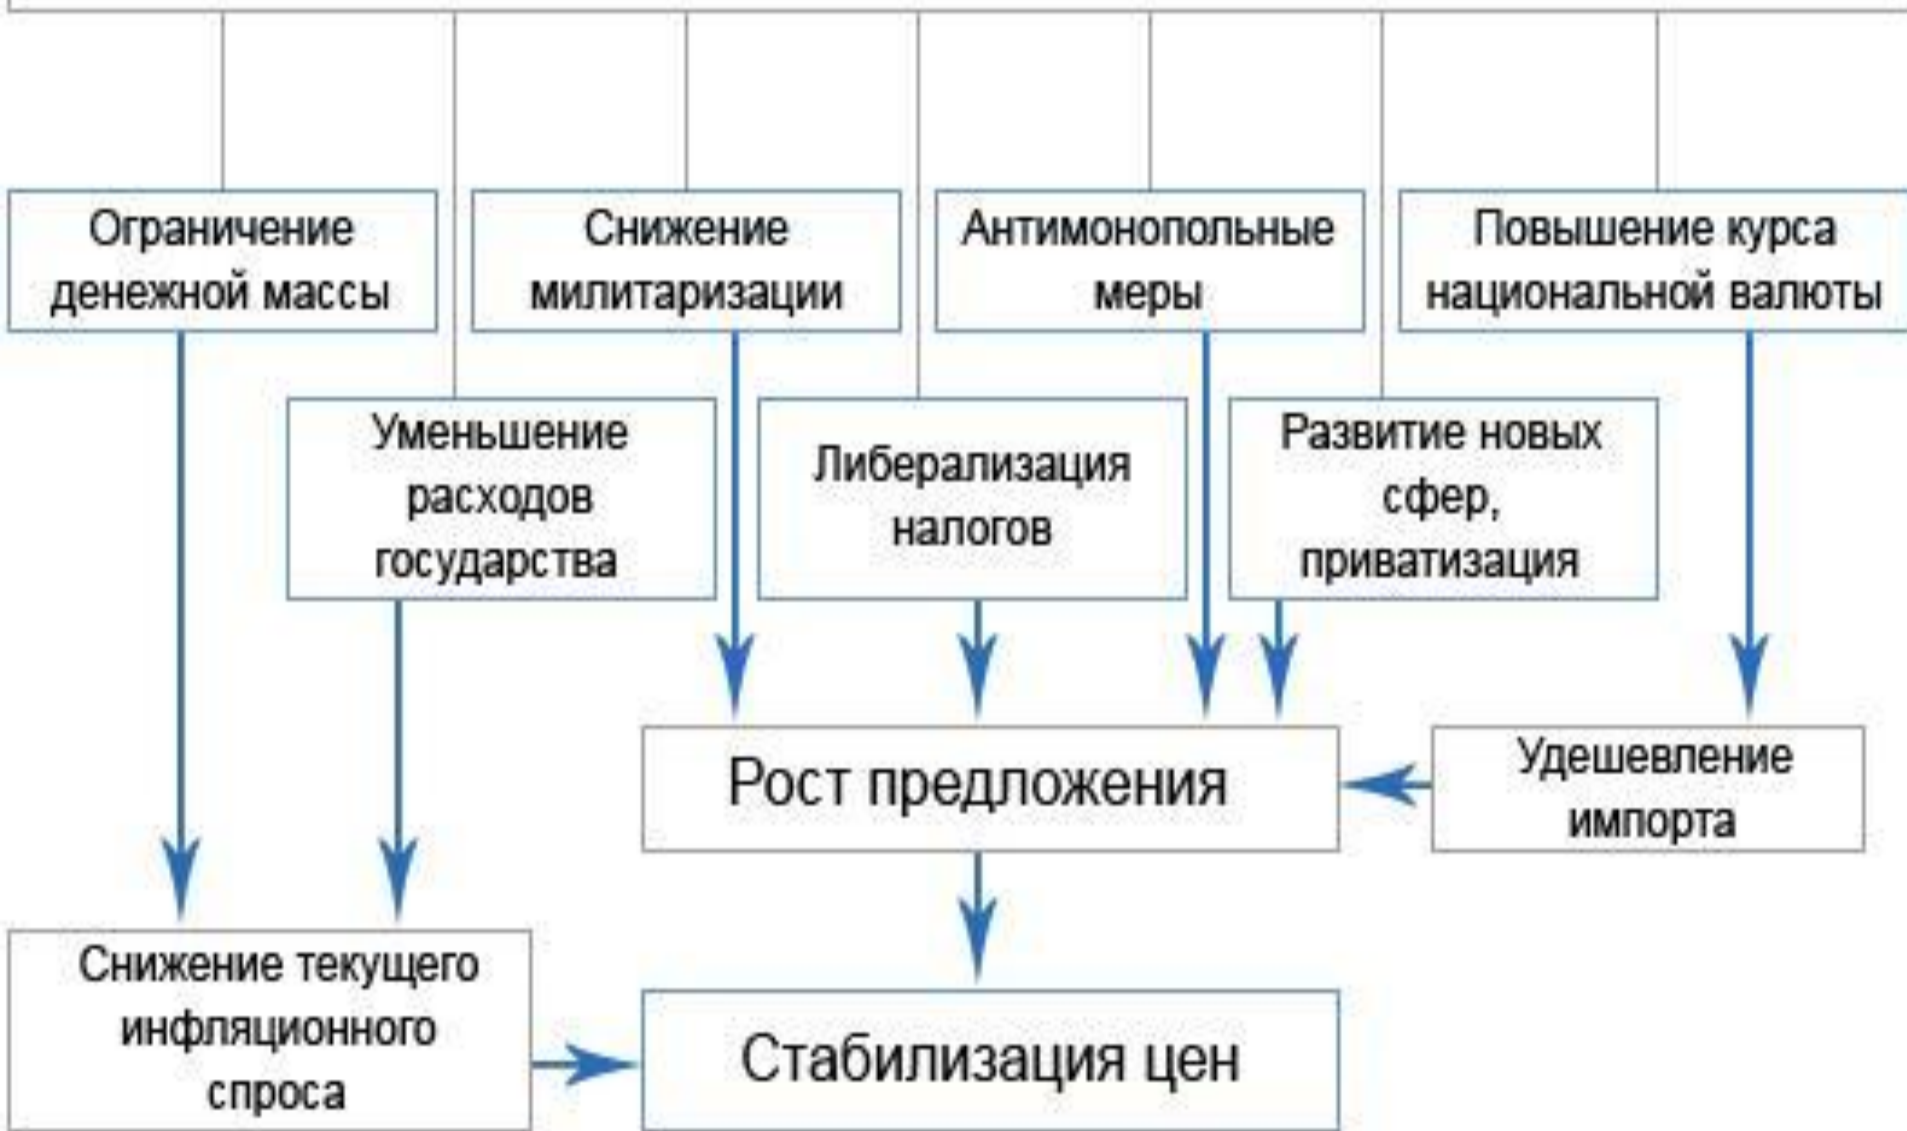 Ограничение
денежной массы
Снижение
милитаризации
Антимонопольные
меры
Повышение курса
национальной валюты
Уменьшение
расходов
государства
Либерализация
налогов
Развитие новых
сфер,
приватизация
Рост предложения
Удешевление
импорта
Снижение текущего
инфляционного
спроса
Стабилизация цен